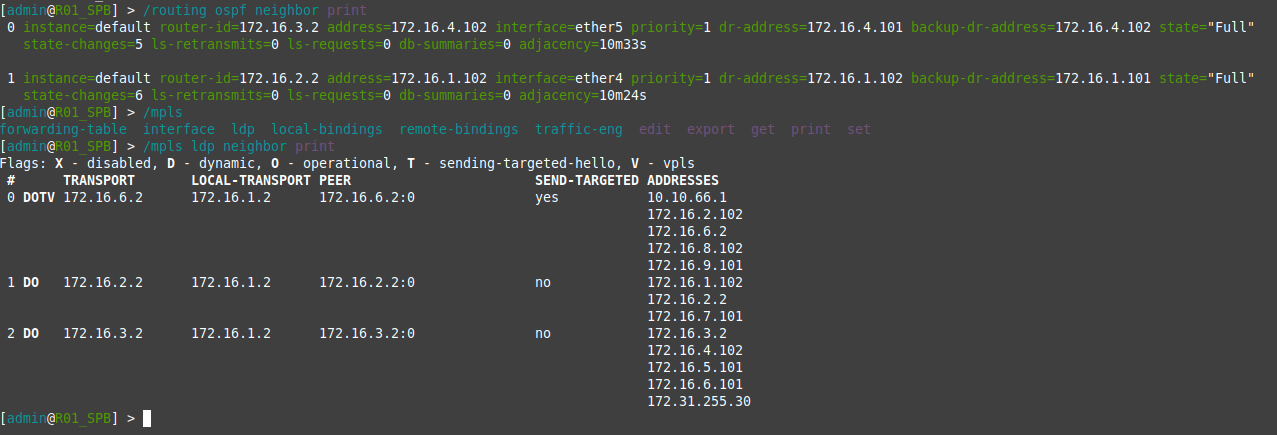 [admin@R01_SPB] > /routing ospf neighbor print
0 instance=default router-id=172.16.3.2 address=172.16.4.102 interface=ether5 priority=1 dr-address=172.16.4.101 backup-dr-address=172.16.4.102 state="Full"
state-changes=5 ls-retransmits=0 ls-requests=0 db-summaries=0 adjacency=10m33s
1 instance=default router-id=172.16.2.2 address=172.16.1.102 interface=ether4 priority=1 dr-address=172.16.1.102 backup-dr-address=172.16.1.101 state="Full"
state-changes=6 ls-retransmits=0 ls-requests=0 db-summaries=0 adjacency=10m24s
[admin@R01_SPB] > /mpls
forwarding-table interface ldp local-bindings remote-bindings traffic-eng edit export get print set
[admin@R01_SPB] > /mpls ldp neighbor print
Flags: X - disabled, D - dynamic, O - operational, T - sending-targeted-hello, V - vpls
# TRANSPORT LOCAL-TRANSPORT PEER SEND-TARGETED ADDRESSES
0 DOTV 172.16.6.2 172.16.1.2 172.16.6.2:0 yes 10.10.66.1
172.16.2.102
172.16.6.2
172.16.8.102
172.16.9.101
1 DO 172.16.2.2 172.16.1.2 172.16.2.2:0 no 172.16.1.102
172.16.2.2
172.16.7.101
2 DO 172.16.3.2 172.16.1.2 172.16.3.2:0 no 172.16.3.2
172.16.4.102
172.16.5.101
172.16.6.101
172.31.255.30
[admin@R01_SPB] >